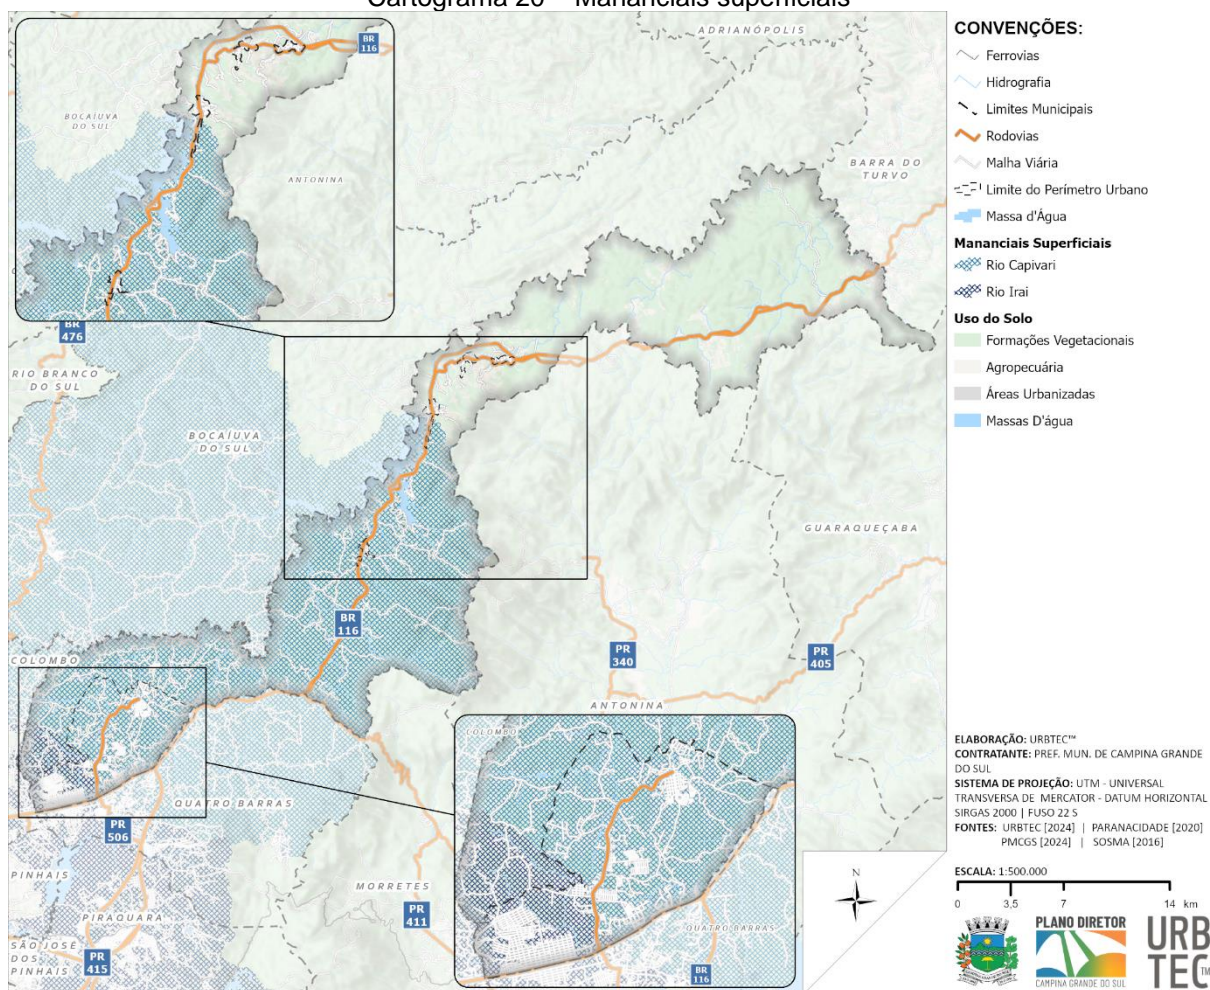 Cartograma 20 – Mananciais superficiais
BR
116
BOCAIÚVA
DO SUL
ANTONINA
ADRIANÓPOLIS
BARRA DO
TURVO
BR
476
RIO BRANCO
DO SUL
BOCAIÚVA
DO SUL
GUARAQUEÇABA
BR
116
PR
340
PR
405
COLOMBO
ANTONINA
COLOMBO
QUATRO BARRAS
PR
506
PINHAIS
MORRETES
PR
411
PIRAQUARA
QUATRO BARRAS
SÃO JOSÉ
DOS
PINHAIS
PR
415
BR
116
N
CONVENÇÕES:
Ferrovias
Hidrografia
Limites Municipais
Rodovias
Malha Viária
Limite do Perímetro Urbano
Massa d'Água
Mananciais Superficiais
Rio Capivari
Rio Irai
Uso do Solo
Formações Vegetacionais
Agropecuária
Áreas Urbanizadas
Massas D'água
ELABORAÇÃO: URBTEC™
CONTRATANTE: PREF. MUN. DE CAMPINA GRANDE
DO SUL
SISTEMA DE PROJEÇÃO: UTM - UNIVERSAL
TRANSVERSA DE MERCATOR - DATUM HORIZONTAL
SIRGAS 2000 | FUSO 22 S
FONTES: URBTEC [2024] | PARANACIDADE [2020]
PMCGS [2024] | SOSMA [2016]
ESCALA: 1:500.000
0 3,5 7 14 km
PLANO DIRETOR
CAMPINA GRANDE DO SUL
URB
TEC™